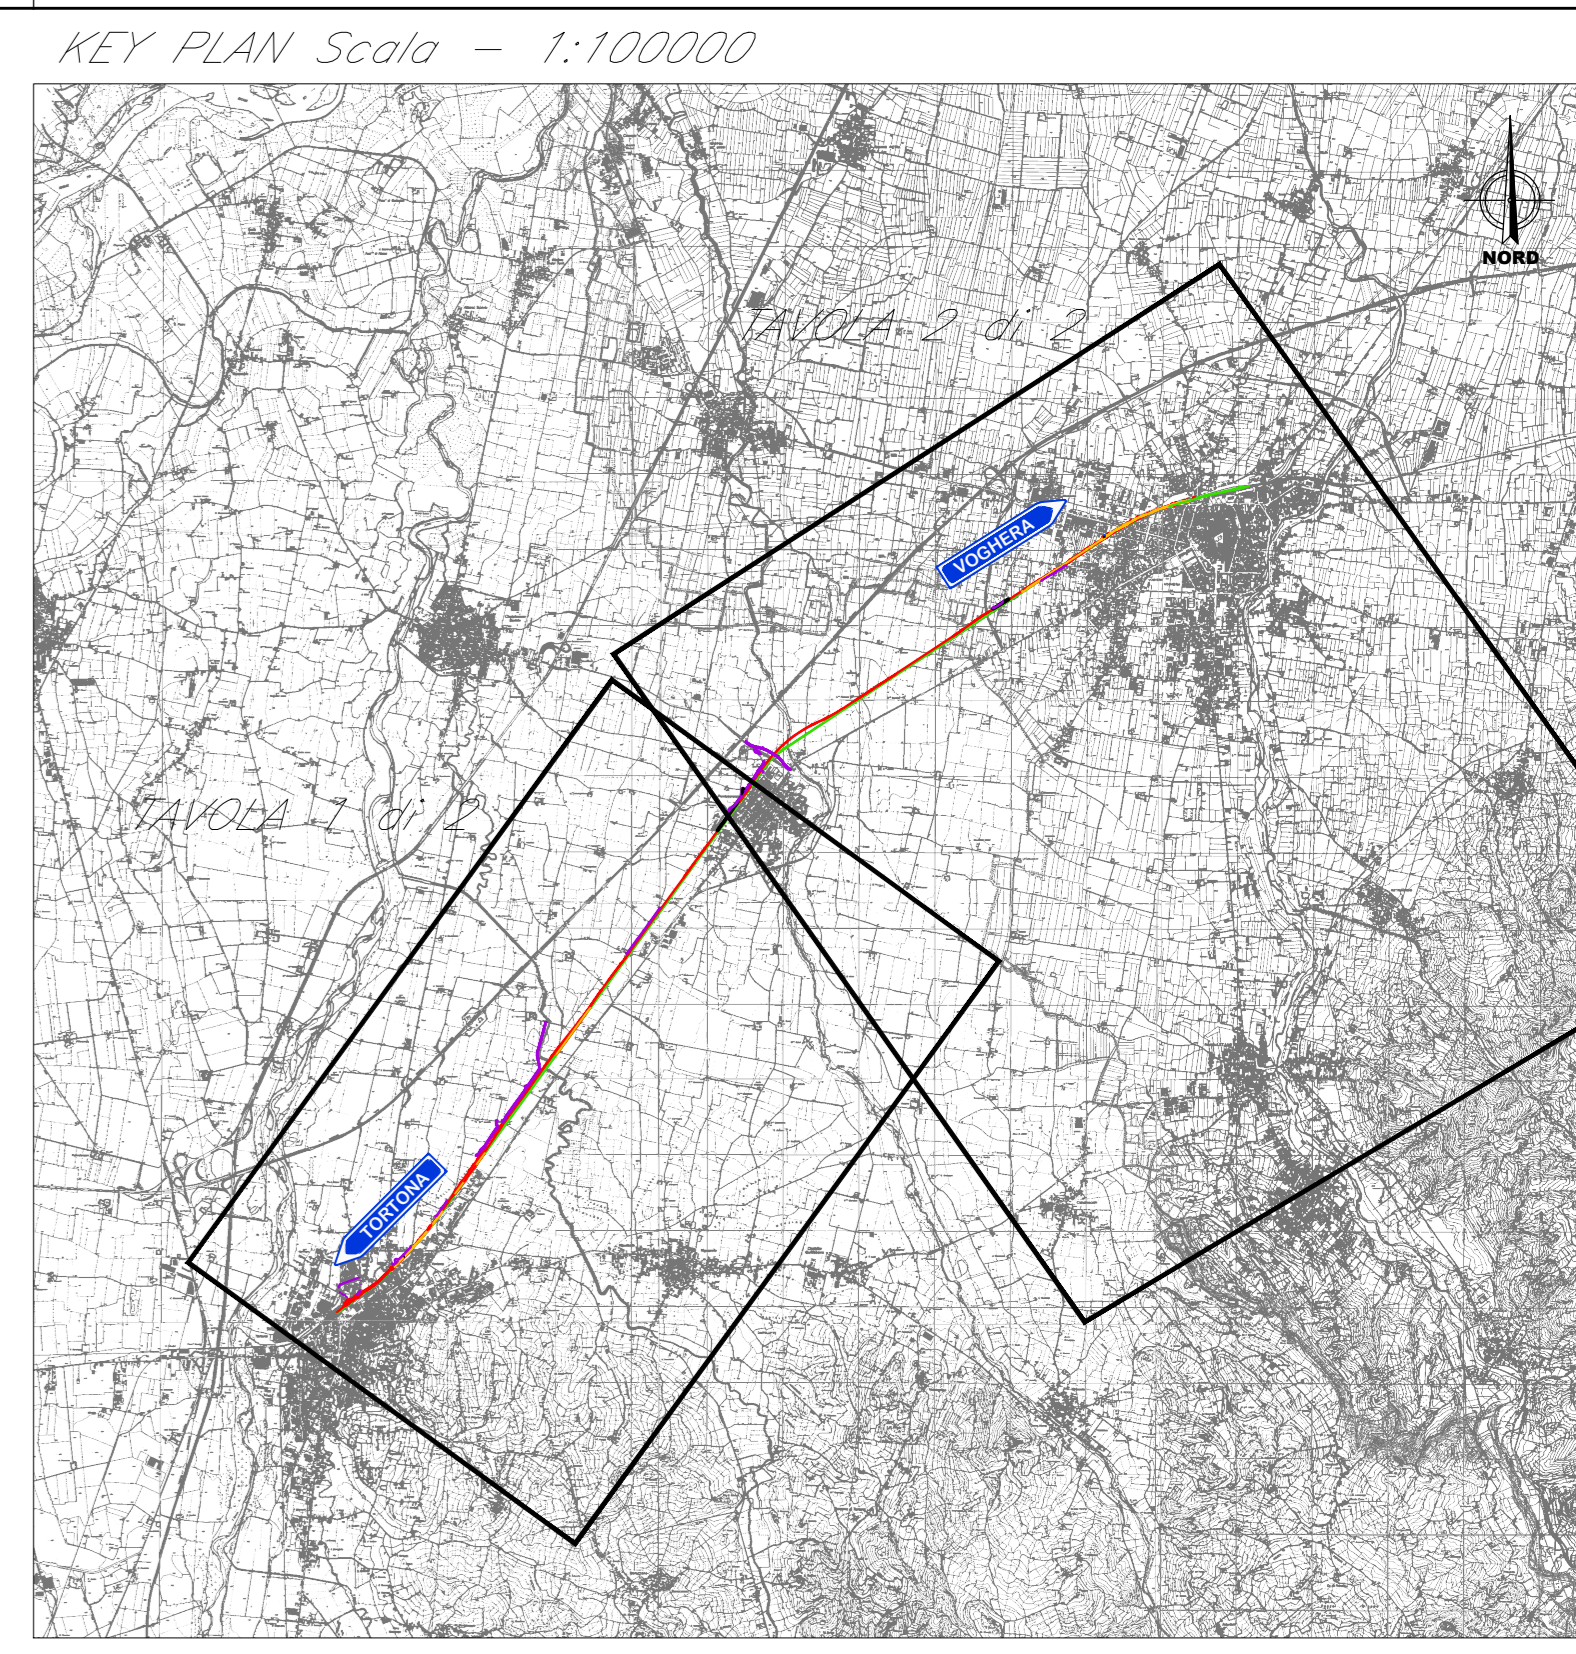 KEY PLAN Scala - 1:100000
NORD
TAVOLA 2 di 2
VOGHERA
TAVOLA 1 di 2
TORTONA